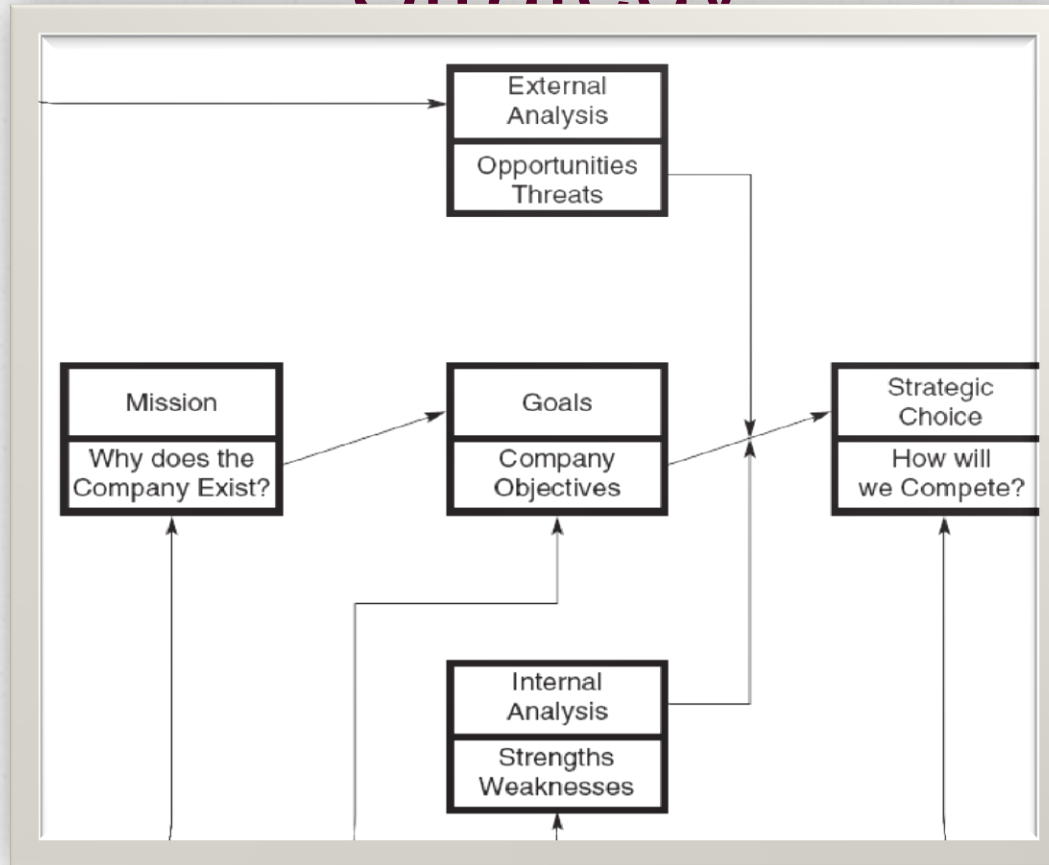 External
Analysis
Opportunities
Threats
Mission
Why does the
Company Exist?
Goals
Company
Objectives
Strategic
Choice
How will
we Compete?
Internal
Analysis
Strengths
Weaknesses